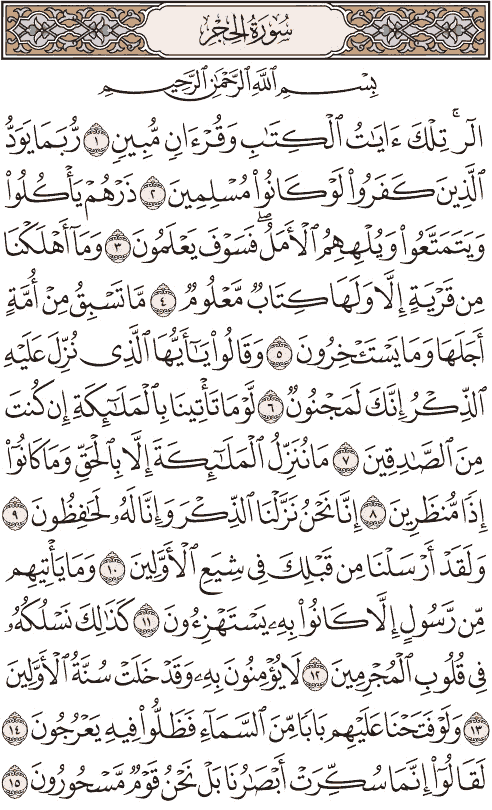 سُورَةُ الحِجْرِ
بِسْمِ ٱللَّهِ ٱلرَّحْمَٰنِ ٱلرَّحِيمِ
الٓرۚ تِلْكَ ءَايَٰتُ ٱلْكِتَٰبِ وَقُرْءَانٍ مُّبِينٍ ١ رُّبَمَا يَوَدُّ
ٱلَّذِينَ كَفَرُوا۟ لَوْ كَانُوا۟ مُسْلِمِينَ ٢ ذَرْهُمْ يَأْكُلُوا۟
وَيَتَمَتَّعُوا۟ وَيُلْهِهِمُ ٱلْأَمَلُۖ فَسَوْفَ يَعْلَمُونَ ٣ وَمَآ أَهْلَكْنَا
مِن قَرْيَةٍ إِلَّا وَلَهَا كِتَابٌ مَّعْلُومٌ ٤ مَّا تَسْبِقُ مِنْ أُمَّةٍ
أَجَلَهَا وَمَا يَسْتَـْٔخِرُونَ ٥ وَقَالُوا۟ يَٰٓأَيُّهَا ٱلَّذِى نُزِّلَ عَلَيْهِ
ٱلذِّكْرُ إِنَّكَ لَمَجْنُونٌ ٦ لَّوْ مَا تَأْتِينَا بِٱلْمَلَٰٓئِكَةِ إِن كُنتَ
مِنَ ٱلصَّٰدِقِينَ ٧ مَا نُنَزِّلُ ٱلْمَلَٰٓئِكَةَ إِلَّا بِٱلْحَقِّ وَمَا كَانُوٓا۟
إِذًا مُّنظَرِينَ ٨ إِنَّا نَحْنُ نَزَّلْنَا ٱلذِّكْرَ وَإِنَّا لَهُۥ لَحَٰفِظُونَ ٩
وَلَقَدْ أَرْسَلْنَا مِن قَبْلِكَ فِى شِيَعِ ٱلْأَوَّلِينَ ١٠ وَمَا يَأْتِيهِم
مِّن رَّسُولٍ إِلَّا كَانُوا۟ بِهِۦ يَسْتَهْزِءُونَ ١١ كَذَٰلِكَ نَسْلُكُهُۥ
فِى قُلُوبِ ٱلْمُجْرِمِينَ ١٢ لَا يُؤْمِنُونَ بِهِۦ وَقَدْ خَلَتْ سُنَّةُ ٱلْأَوَّلِينَ
١٣ وَلَوْ فَتَحْنَا عَلَيْهِم بَابًا مِّنَ ٱلسَّمَآءِ فَظَلُّوا۟ فِيهِ يَعْرُجُونَ ١٤
لَقَالُوٓا۟ إِنَّمَا سُكِّرَتْ أَبْصَٰرُنَا بَلْ نَحْنُ قَوْمٌ مَّسْحُورُونَ ١٥